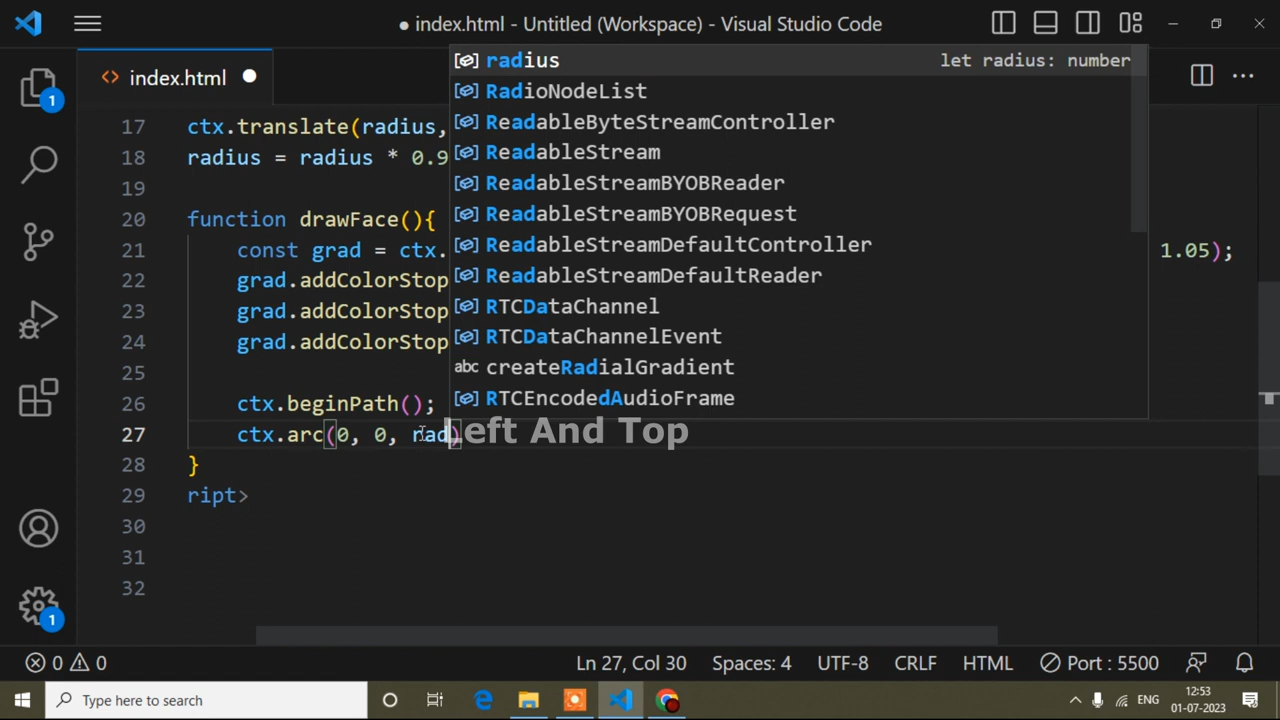 ● index.html - Untitled (Workspace) - Visual Studio Code
index.html ●
17 ctx.translate(radius,
18 radius = radius * 0.9
19
20 function drawFace(){
21 const grad = ctx. 1.05);
22 grad.addColorStop
23 grad.addColorStop
24 grad.addColorStop
25
26 ctx.beginPath();
27 ctx.arc(0, 0, rad)
28 }
29 ript>
30
31
32
radius let radius: number
RadioNodeList
ReadableByteStreamController
ReadableStream
ReadableStreamBYOBReader
ReadableStreamBYOBRequest
ReadableStreamDefaultController
ReadableStreamDefaultReader
RTCDataChannel
RTCDataChannelEvent
abc createRadialGradient
RTCEncodedAudioFrame
Left And Top
1
1
0 0 Ln 27, Col 30 Spaces: 4 UTF-8 CRLF HTML Port : 5500
Type here to search
ENG
12:53
01-07-2023